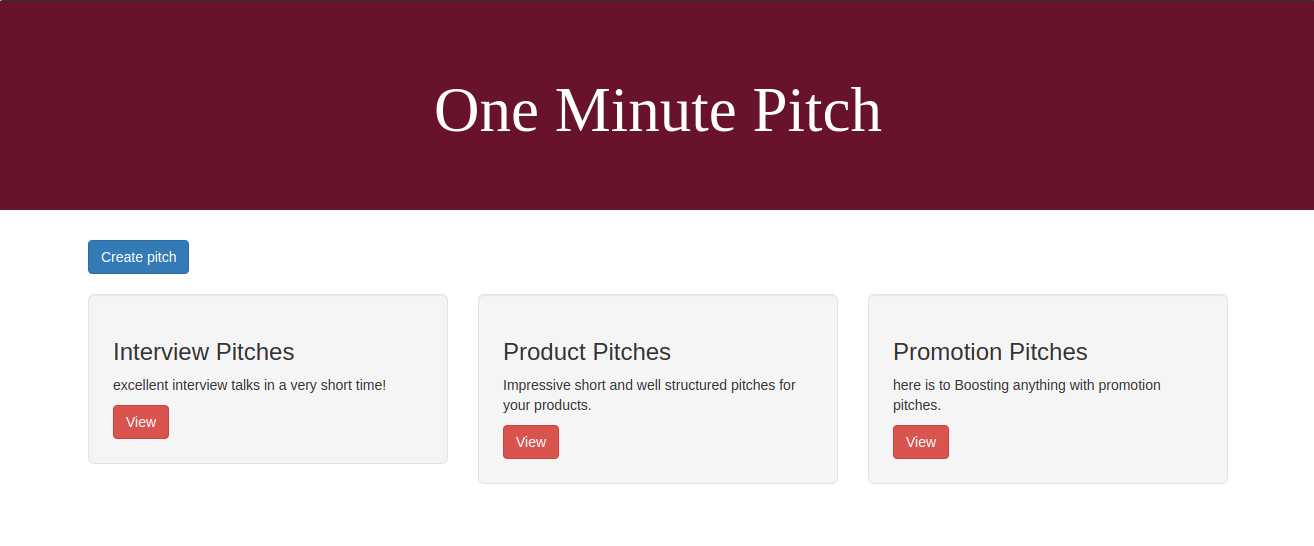 One Minute Pitch
Create pitch
Interview Pitches
excellent interview talks in a very short time!
View
Product Pitches
Impressive short and well structured pitches for
your products.
View
Promotion Pitches
here is to Boosting anything with promotion
pitches.
View